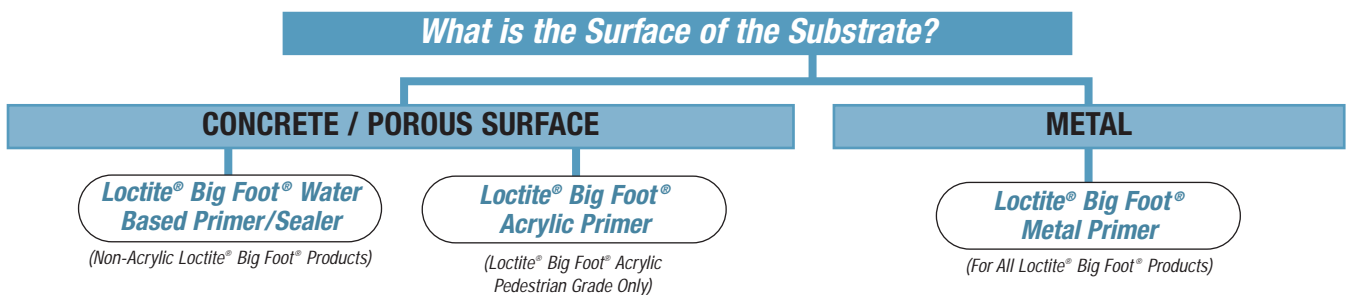 What is the Surface of the Substrate?
CONCRETE / POROUS SURFACE
METAL
Loctite® Big Foot® Water
Based Primer/Sealer
(Non-Acrylic Loctite® Big Foot® Products)
Loctite® Big Foot®
Acrylic Primer
(Loctite® Big Foot® Acrylic
Pedestrian Grade Only)
Loctite® Big Foot®
Metal Primer
(For All Loctite® Big Foot® Products)